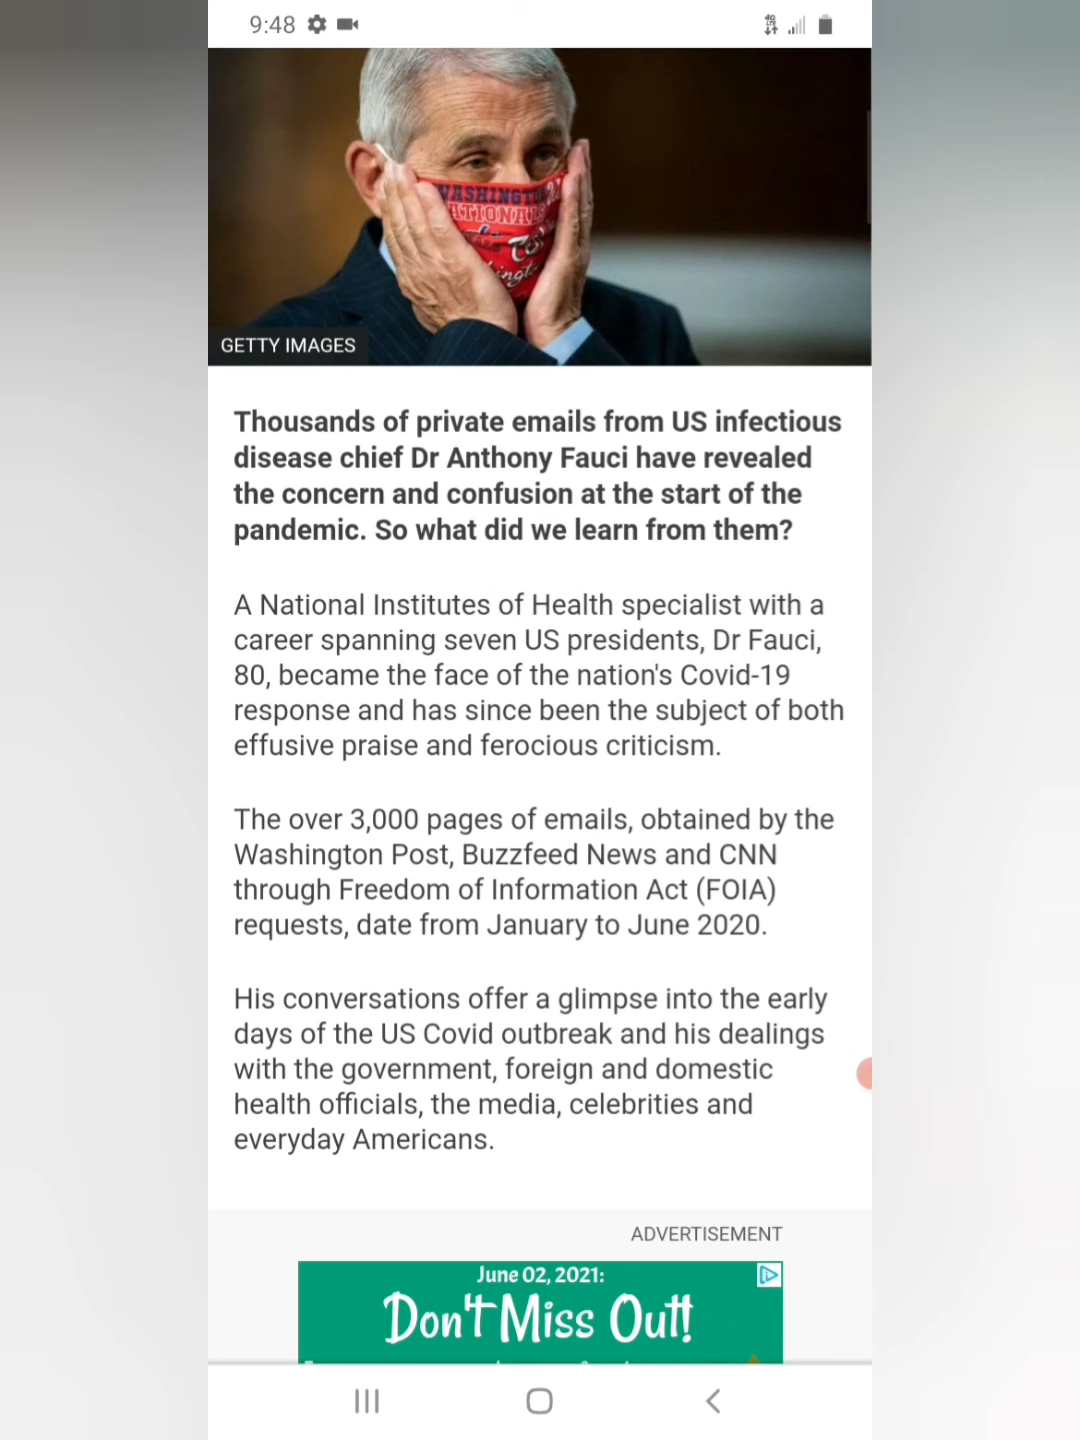 9:48
4G
LTE
WASHINGTON
NATIONALS
GETTY IMAGES
Thousands of private emails from US infectious
disease chief Dr Anthony Fauci have revealed
the concern and confusion at the start of the
pandemic. So what did we learn from them?
A National Institutes of Health specialist with a
career spanning seven US presidents, Dr Fauci,
80, became the face of the nation's Covid-19
response and has since been the subject of both
effusive praise and ferocious criticism.
The over 3,000 pages of emails, obtained by the
Washington Post, Buzzfeed News and CNN
through Freedom of Information Act (FOIA)
requests, date from January to June 2020.
His conversations offer a glimpse into the early
days of the US Covid outbreak and his dealings
with the government, foreign and domestic
health officials, the media, celebrities and
everyday Americans.
ADVERTISEMENT
June 02, 2021:
Don't Miss Out!